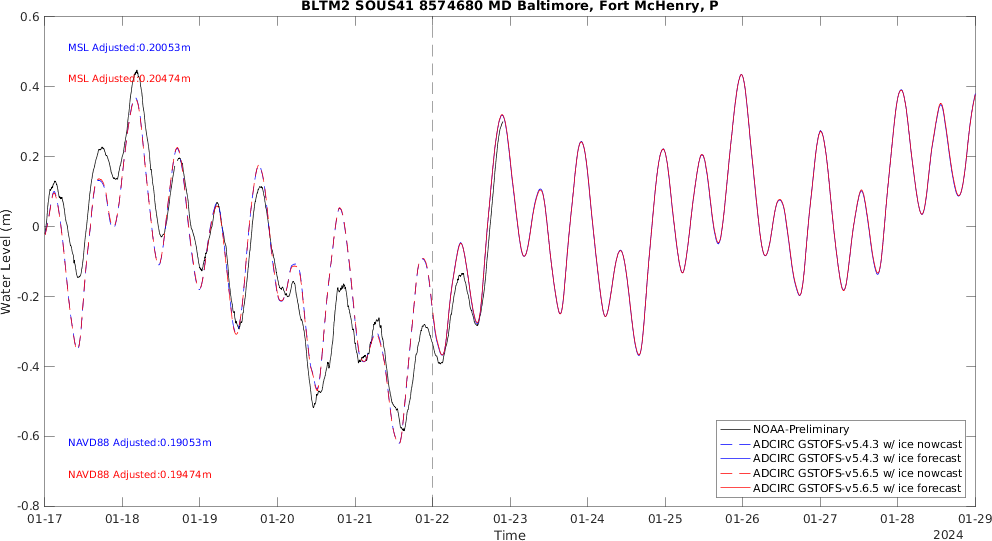 BLTM2 SOUS41 8574680 MD Baltimore, Fort McHenry, P
0.6
0.4
0.2
0
-0.2
-0.4
-0.6
-0.8
Water Level (m)
MSL Adjusted:0.20053m
MSL Adjusted:0.20474m
NAVD88 Adjusted:0.19053m
NAVD88 Adjusted:0.19474m
NOAA-Preliminary
ADCIRC GSTOFS-v5.4.3 w/ ice nowcast
ADCIRC GSTOFS-v5.4.3 w/ ice forecast
ADCIRC GSTOFS-v5.6.5 w/ ice nowcast
ADCIRC GSTOFS-v5.6.5 w/ ice forecast
01-17 01-18 01-19 01-20 01-21 01-22 01-23 01-24 01-25 01-26 01-27 01-28 01-29
Time
2024